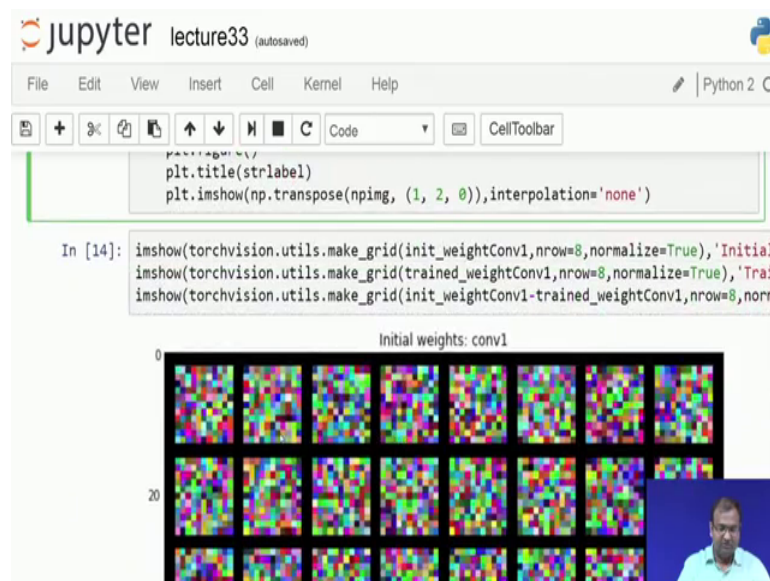 jupyter lecture33 (autosaved)
File Edit View Insert Cell Kernel Help Python 2
Code CellToolbar
plt.figure()
plt.title(strlabel)
plt.imshow(np.transpose(npimg, (1, 2, 0)),interpolation='none')
In [14]: imshow(torchvision.utils.make_grid(init_weightConv1,nrow=8,normalize=True),'Initial
imshow(torchvision.utils.make_grid(trained_weightConv1,nrow=8,normalize=True),'Trai
imshow(torchvision.utils.make_grid(init_weightConv1-trained_weightConv1,nrow=8,norm
Initial weights: conv1
0
20